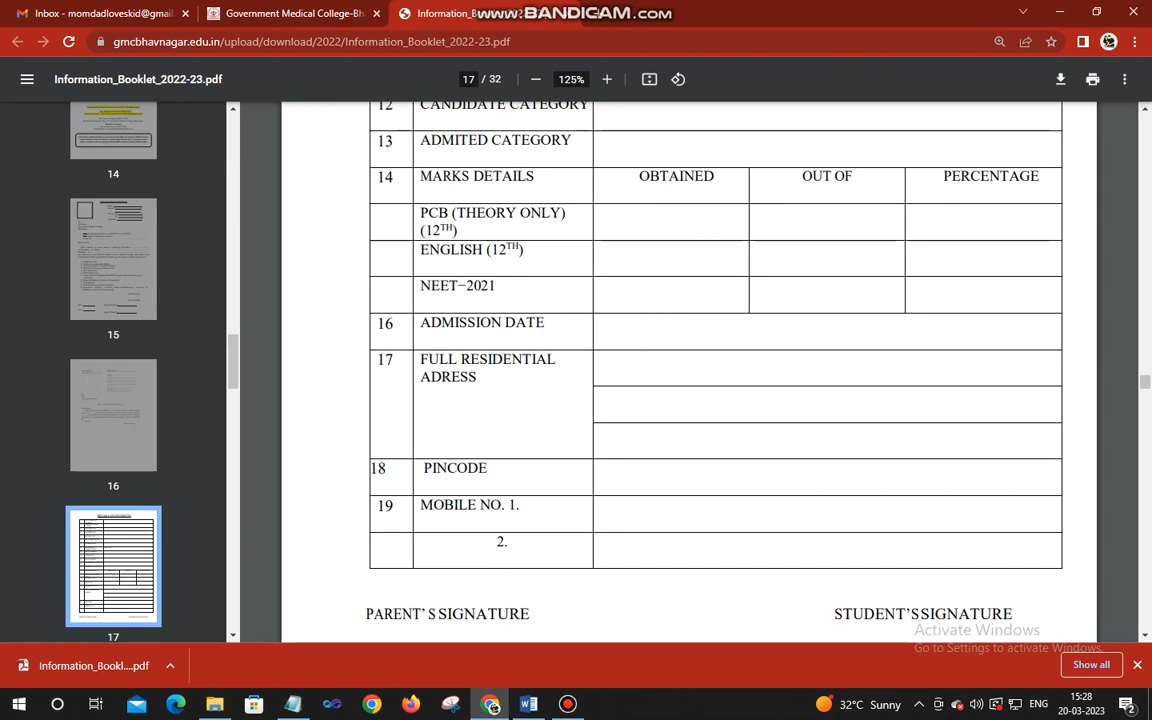 Inbox - momdadloveskid@gmail
Government Medical College-Bha
Information_B
www.BANDICAM.com
gmcbhavnagar.edu.in/upload/download/2022/Information_Booklet_2022-23.pdf
Information_Booklet_2022-23.pdf
17 / 32
125%
12 CANDIDATE CATEGORY
13 ADMITED CATEGORY
14 MARKS DETAILS OBTAINED OUT OF PERCENTAGE
PCB (THEORY ONLY)
(12TH)
ENGLISH (12TH)
NEET−2021
16 ADMISSION DATE
17 FULL RESIDENTIAL
ADRESS
18 PINCODE
19 MOBILE NO. 1.
2.
PARENT'S SIGNATURE STUDENT'SSIGNATURE
14
15
16
17
Activate Windows
Go to Settings to activate Windows.
Information_Bookl....pdf
Show all
32°C Sunny
ENG
15:28
20-03-2023
2